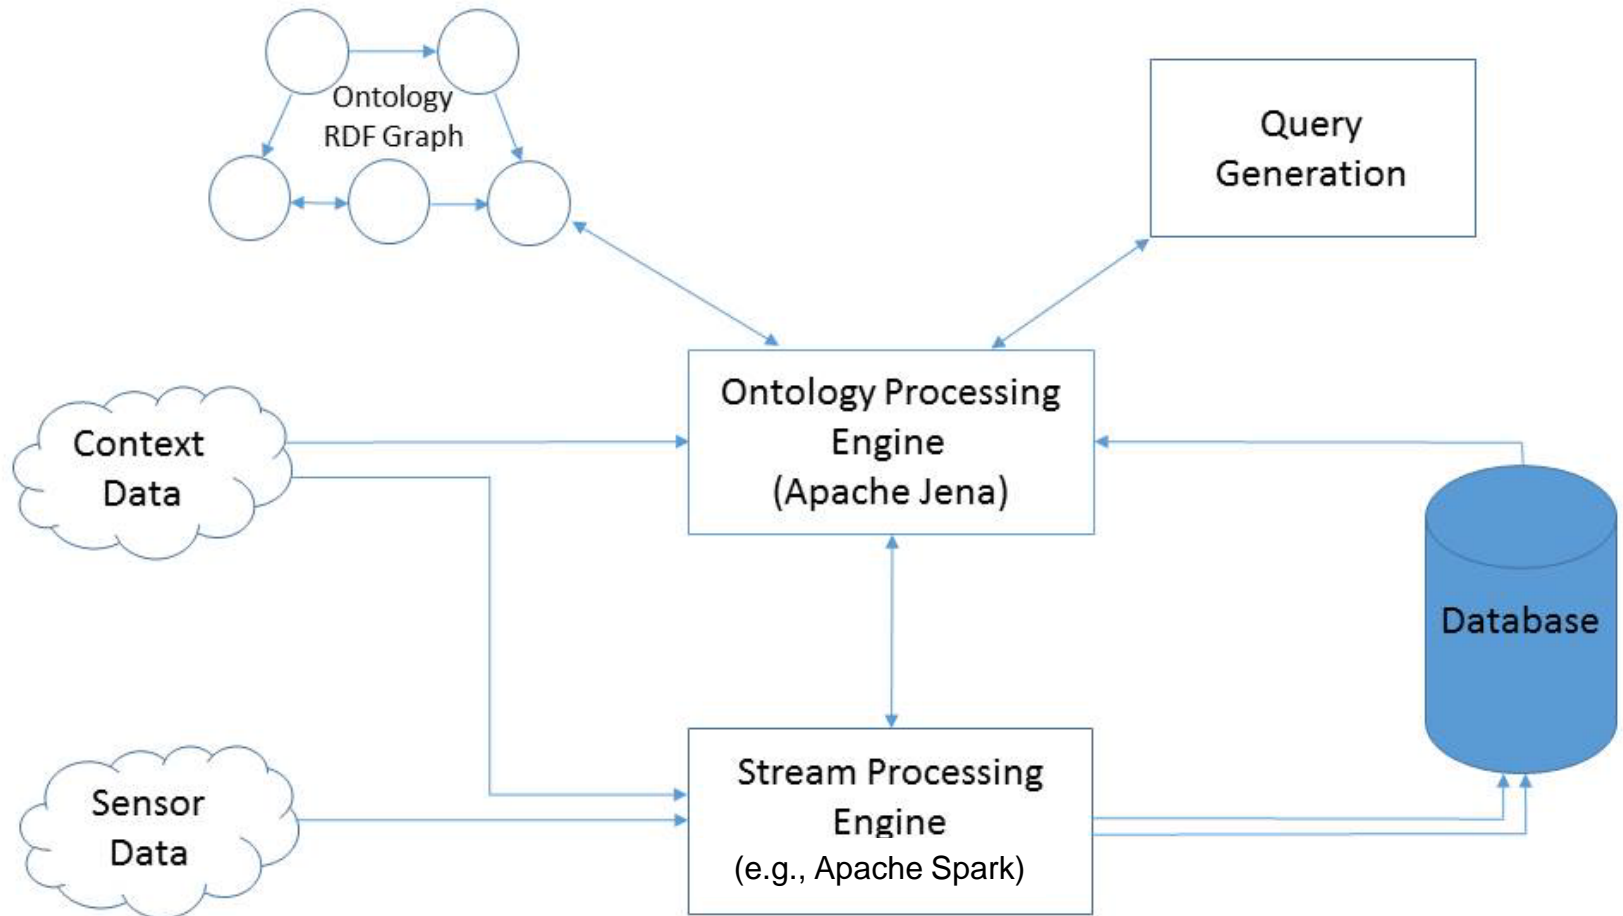 Ontology
RDF Graph
Query
Generation
Ontology Processing
Engine
(Apache Jena)
Context
Data
Database
Stream Processing
Engine
(e.g., Apache Spark)
Sensor
Data